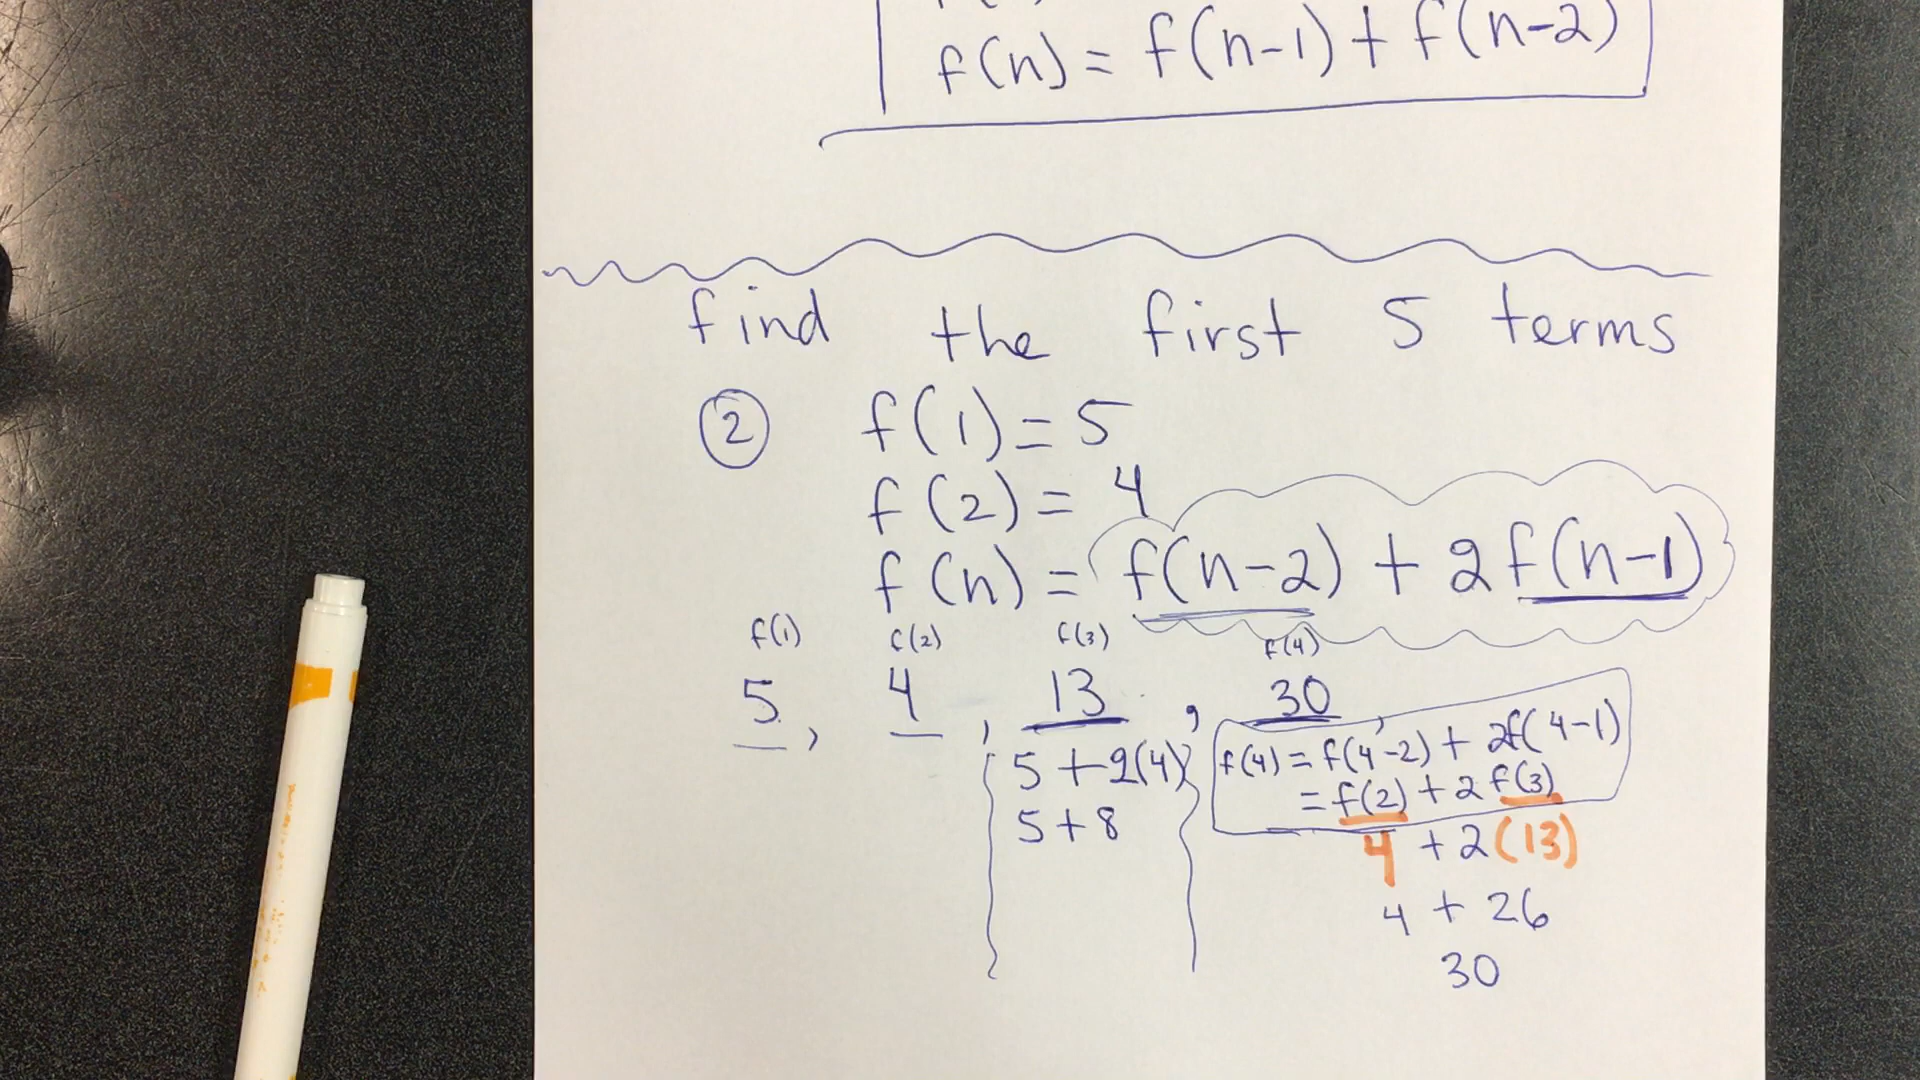 f(n) = f(n-1) + f(n-2)
find the first 5 terms
② f(1) = 5
f(2) = 4
f(n) = f(n-2) + 2f(n-1)
f(1) f(2) f(3) f(4)
5, 4, 13, 30,
5+2(4)
5+8
f(4) = f(4-2) + 2f(4-1)
= f(2) + 2f(3)
4 + 2(13)
4 + 26
30